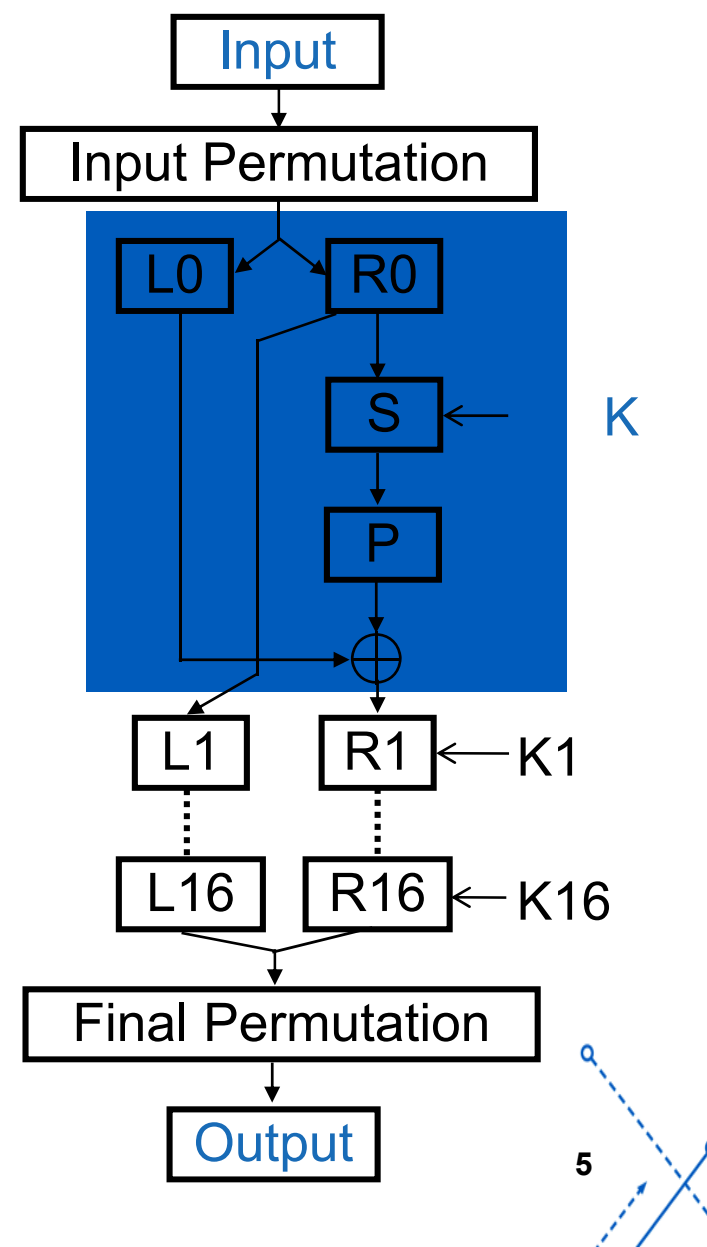 Input
Input Permutation
L0 R0
S K
P
L1 R1 K1
L16 R16 K16
Final Permutation
Output
5